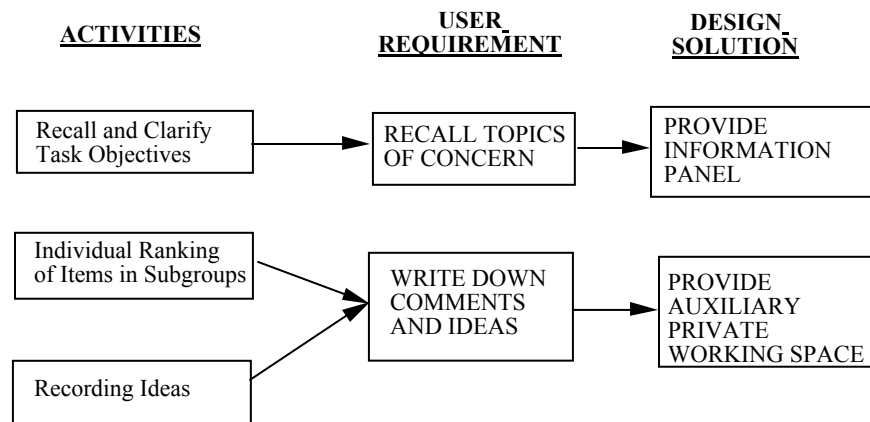 ACTIVITIES
USER
REQUIREMENT
DESIGN
SOLUTION
Recall and Clarify
Task Objectives
RECALL TOPICS
OF CONCERN
PROVIDE
INFORMATION
PANEL
Individual Ranking
of Items in Subgroups
WRITE DOWN
COMMENTS
AND IDEAS
PROVIDE
AUXILIARY
PRIVATE
WORKING SPACE
Recording Ideas